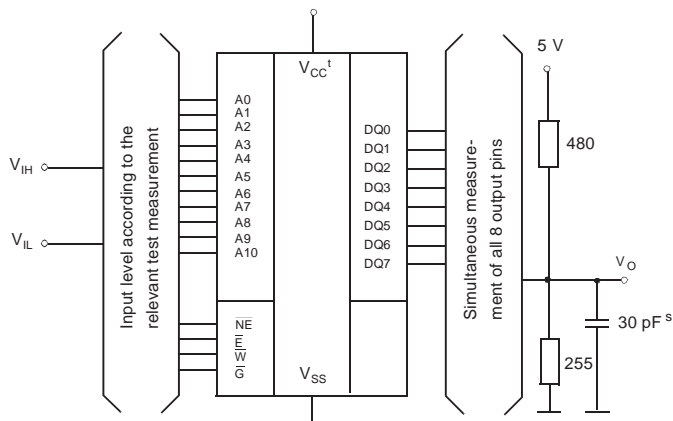 5 V
V_CC^t
Input level according to the
relevant test measurement
A0
A1
A2
A3
A4
A5
A6
A7
A8
A9
A10
N̅E̅
E̅
W̅
G̅
V_IH
V_IL
DQ0
DQ1
DQ2
DQ3
DQ4
DQ5
DQ6
DQ7
V_SS
Simultaneous measure-
ment of all 8 output pins
480
V_O
30 pF^s
255